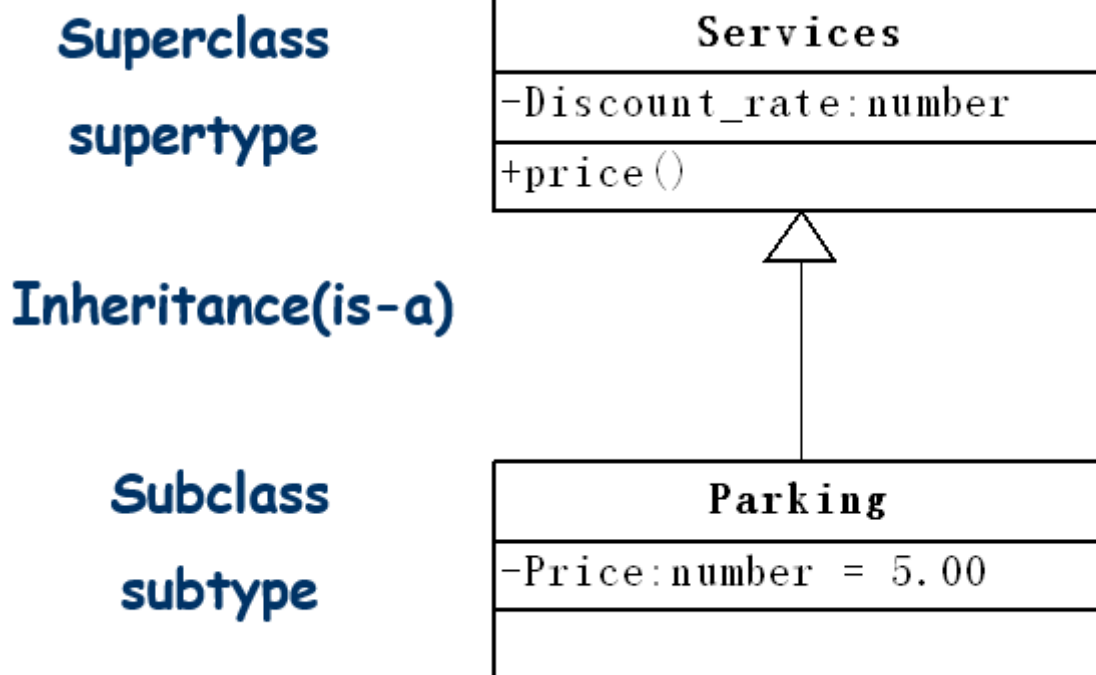 Superclass
supertype
Services
-Discount_rate:number
+price()
Inheritance(is-a)
Subclass
subtype
Parking
-Price:number = 5.00